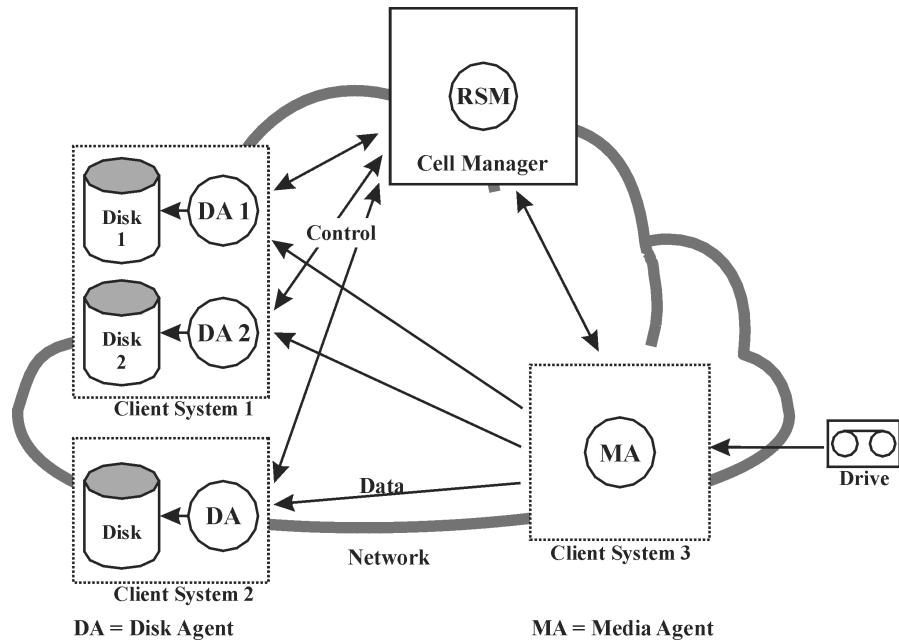 RSM
Cell Manager
Disk
1
DA 1
Control
Disk
2
DA 2
Client System 1
MA
Drive
Data
Disk
DA
Network
Client System 3
Client System 2
DA = Disk Agent
MA = Media Agent